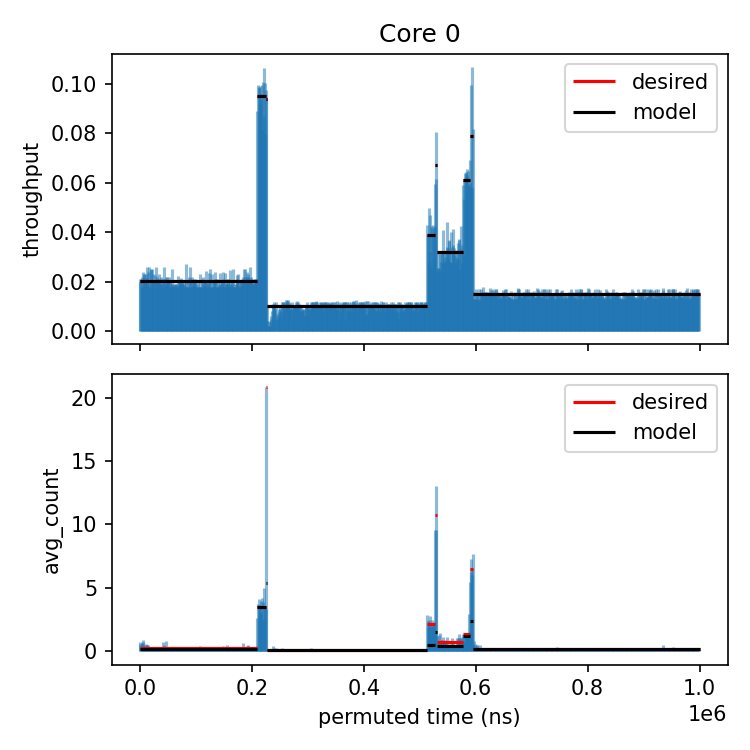 Core 0
throughput
0.10
0.08
0.06
0.04
0.02
0.00
desired
model
avg_count
20
15
10
5
0
desired
model
0.0 0.2 0.4 0.6 0.8 1.0
1e6
permuted time (ns)